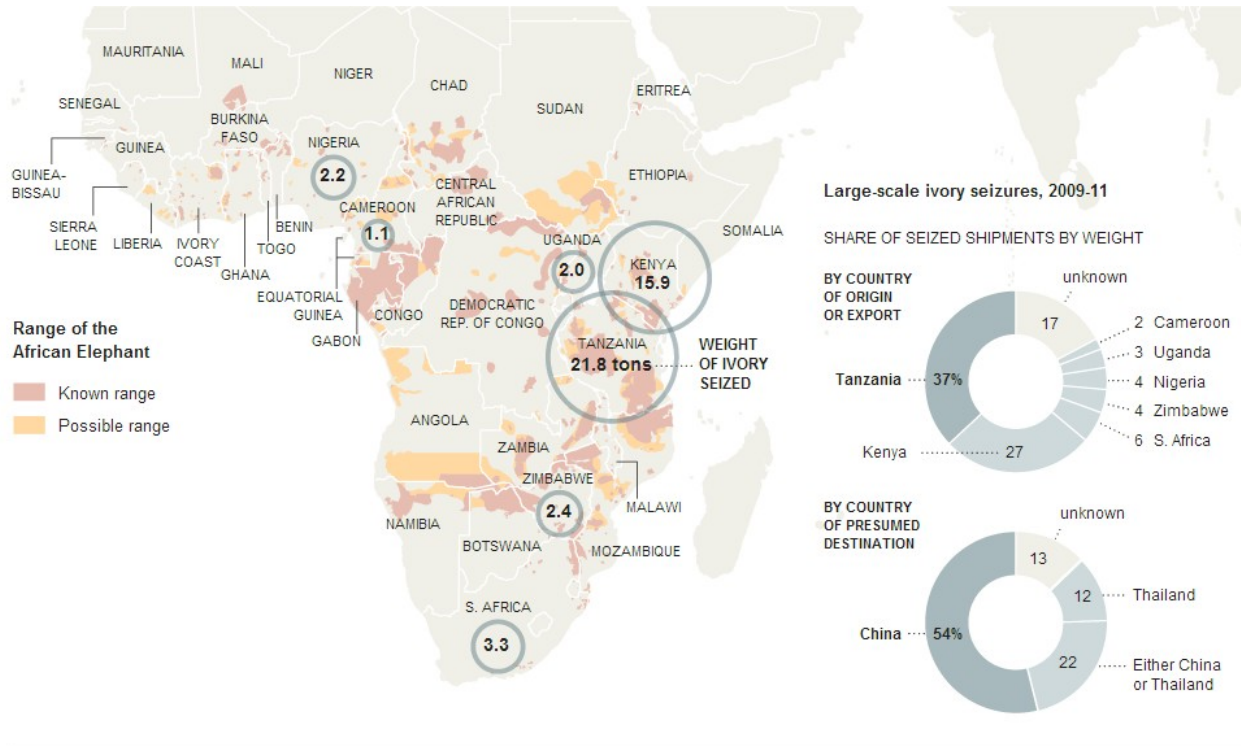 MAURITANIA
MALI
NIGER
CHAD
SUDAN
ERITREA
SENEGAL
BURKINA
FASO
NIGERIA
2.2
GUINEA
GUINEA-
BISSAU
SIERRA
LEONE
LIBERIA
IVORY
COAST
GHANA
TOGO
BENIN
CAMEROON
1.1
CENTRAL
AFRICAN
REPUBLIC
ETHIOPIA
SOMALIA
UGANDA
2.0
KENYA
15.9
EQUATORIAL
GUINEA
GABON
CONGO
DEMOCRATIC
REP. OF CONGO
TANZANIA
21.8 tons
WEIGHT
OF IVORY
SEIZED
Range of the
African Elephant
Known range
Possible range
ANGOLA
ZAMBIA
ZIMBABWE
2.4
MALAWI
NAMIBIA
BOTSWANA
MOZAMBIQUE
S. AFRICA
3.3
Large-scale ivory seizures, 2009-11
SHARE OF SEIZED SHIPMENTS BY WEIGHT
BY COUNTRY
OF ORIGIN
OR EXPORT
unknown
17
2 Cameroon
3 Uganda
4 Nigeria
4 Zimbabwe
6 S. Africa
Tanzania 37%
Kenya 27
BY COUNTRY
OF PRESUMED
DESTINATION
unknown
13
12 Thailand
China 54%
22 Either China
or Thailand